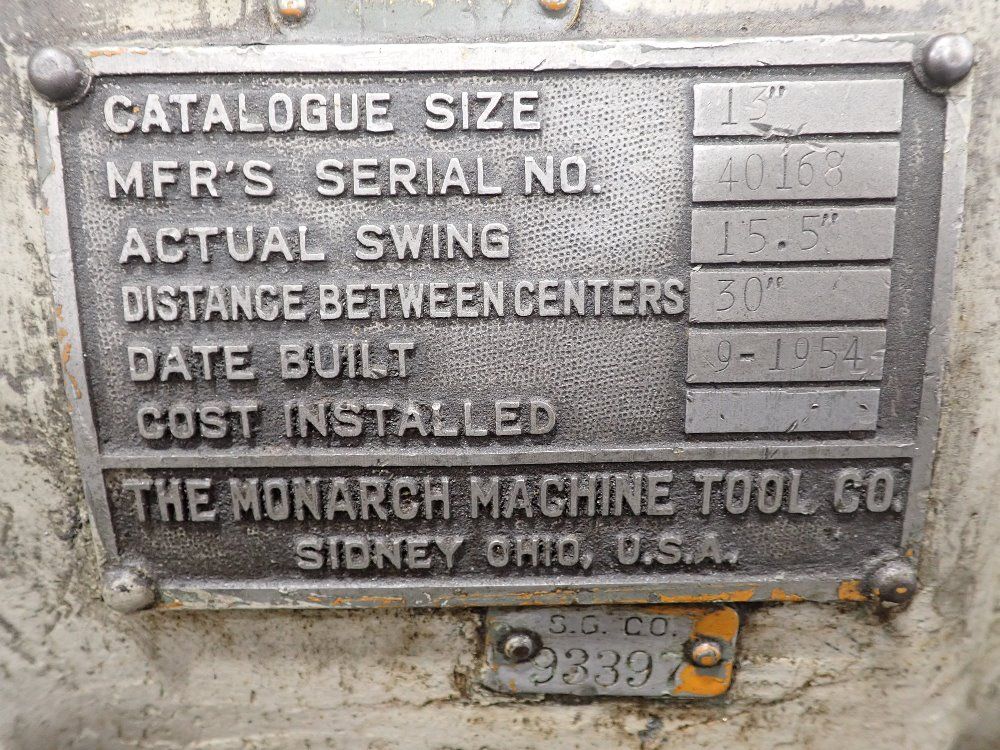 CATALOGUE SIZE 13"
MFR'S SERIAL NO. 40168
ACTUAL SWING 15.5"
DISTANCE BETWEEN CENTERS 30"
DATE BUILT 9-1954
COST INSTALLED
THE MONARCH MACHINE TOOL CO.
SIDNEY OHIO, U.S.A.
S.G. CO.
93397